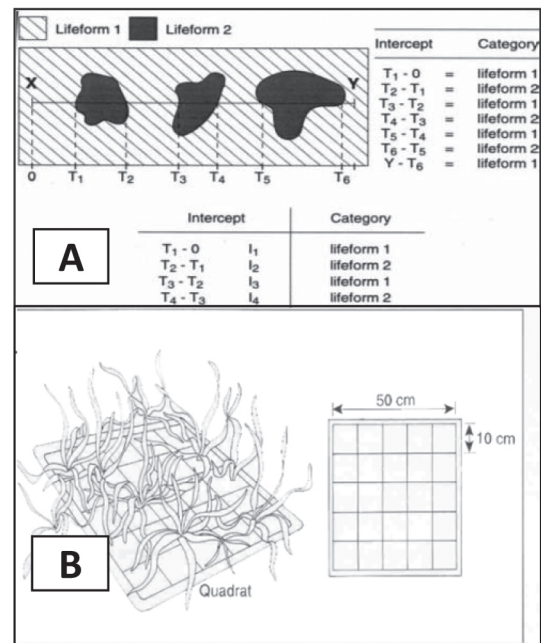 Lifeform 1 Lifeform 2
X Y
0 T1 T2 T3 T4 T5 T6
Intercept Category
T1 - 0 = lifeform 1
T2 - T1 = lifeform 2
T3 - T2 = lifeform 1
T4 - T3 = lifeform 2
T5 - T4 = lifeform 1
T6 - T5 = lifeform 2
Y - T6 = lifeform 1
A
Intercept Category
T1 - 0 I1 lifeform 1
T2 - T1 I2 lifeform 2
T3 - T2 I3 lifeform 1
T4 - T3 I4 lifeform 2
50 cm
10 cm
B
Quadrat